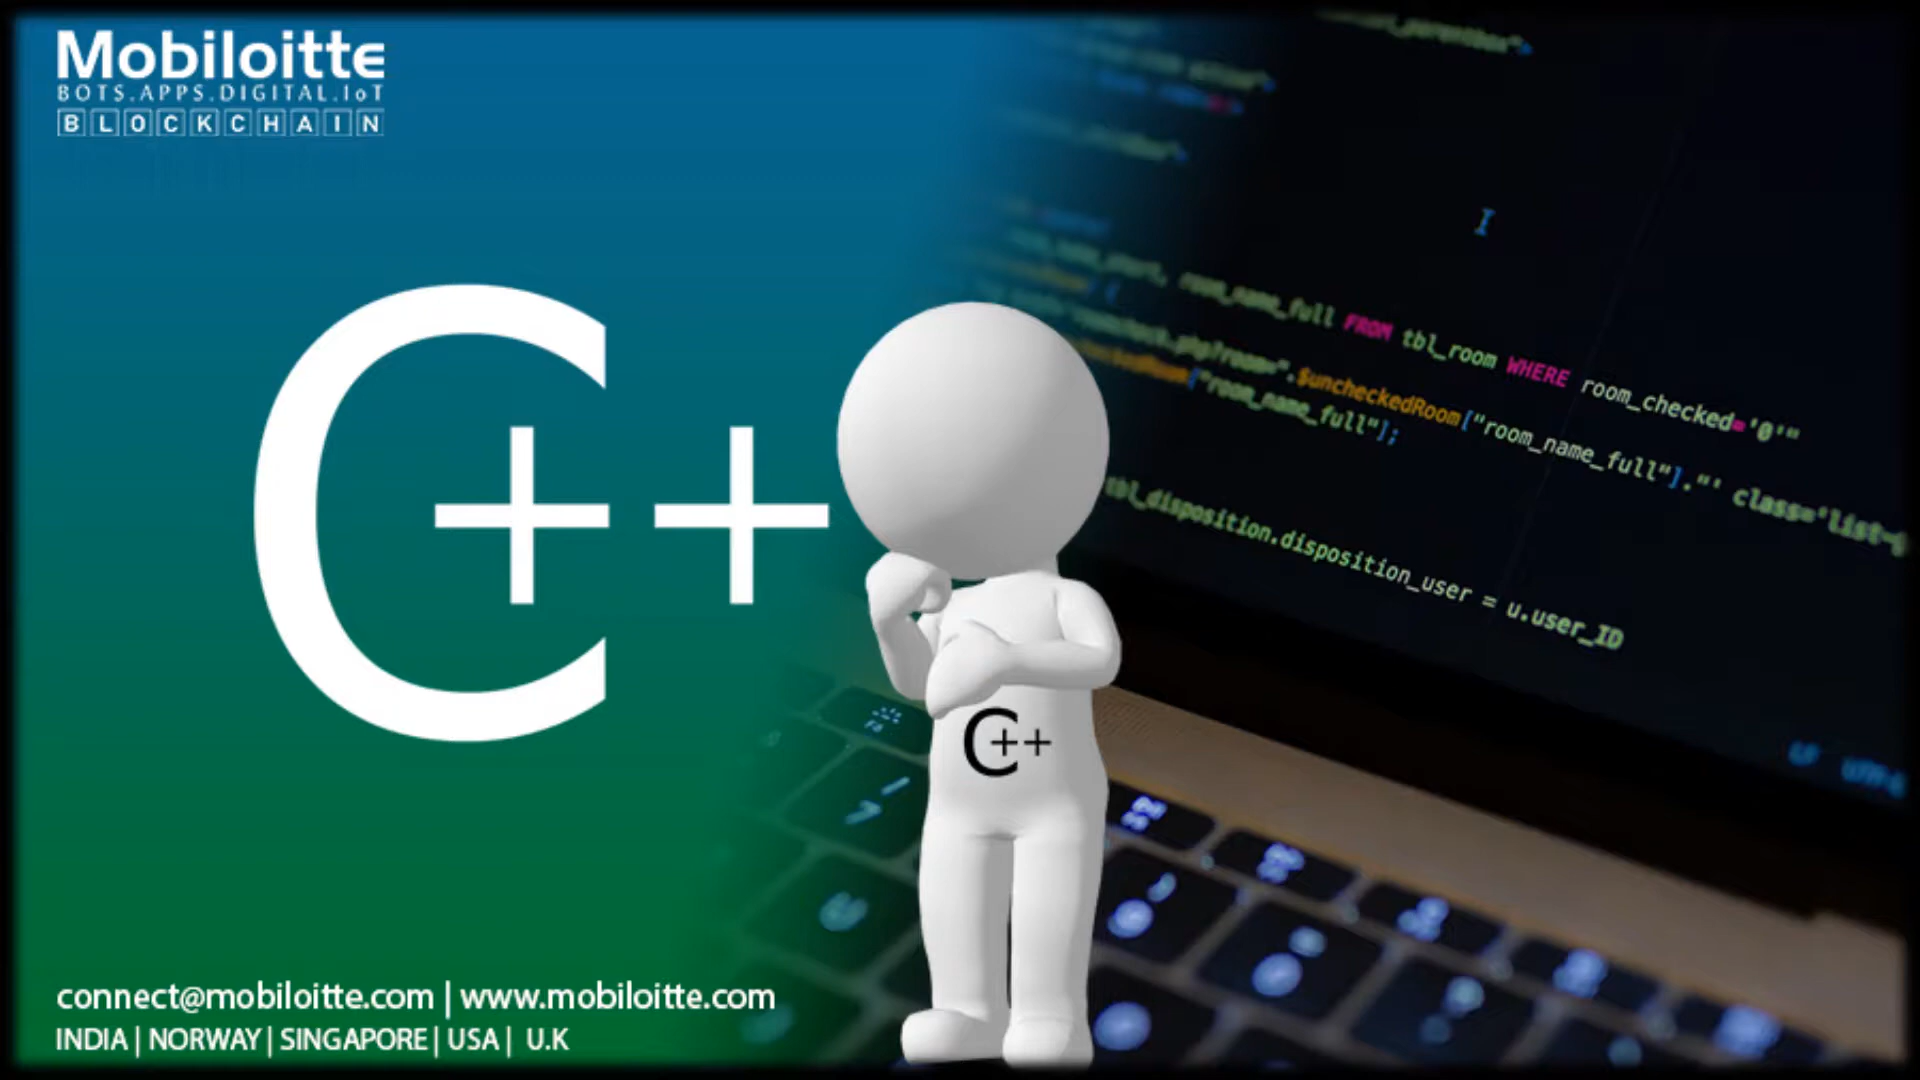 Mobiloitte
BOTS.APPS.DIGITAL.IoT
BLOCKCHAIN
C++
C++
room_name_full FROM tbl_room WHERE room_checked='0'"
.$uncheckedRoom["room_name_full"]."' class='list-
["room_name_full"];
tbl_disposition.disposition_user = u.user_ID
connect@mobiloitte.com | www.mobiloitte.com
INDIA | NORWAY | SINGAPORE | USA | U.K